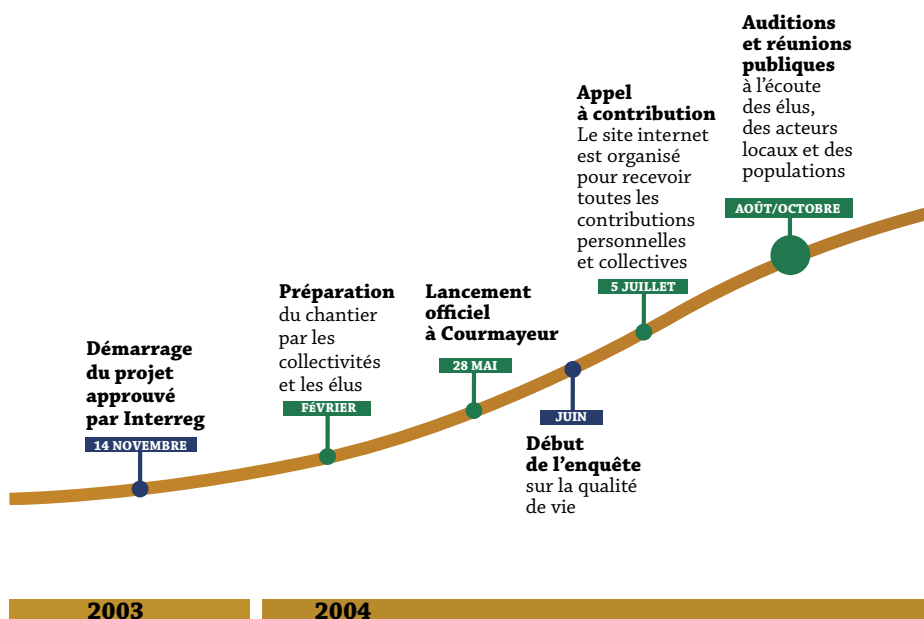 Démarrage
du projet
approuvé
par Interreg
14 NOVEMBRE
Préparation
du chantier
par les
collectivités
et les élus
FÉVRIER
Lancement
officiel
à Courmayeur
28 MAI
JUIN
Début
de l'enquête
sur la qualité
de vie
Appel
à contribution
Le site internet
est organisé
pour recevoir
toutes les
contributions
personnelles
et collectives
5 JUILLET
Auditions
et réunions
publiques
à l'écoute
des élus,
des acteurs
locaux et des
populations
AOÛT/OCTOBRE
2003
2004